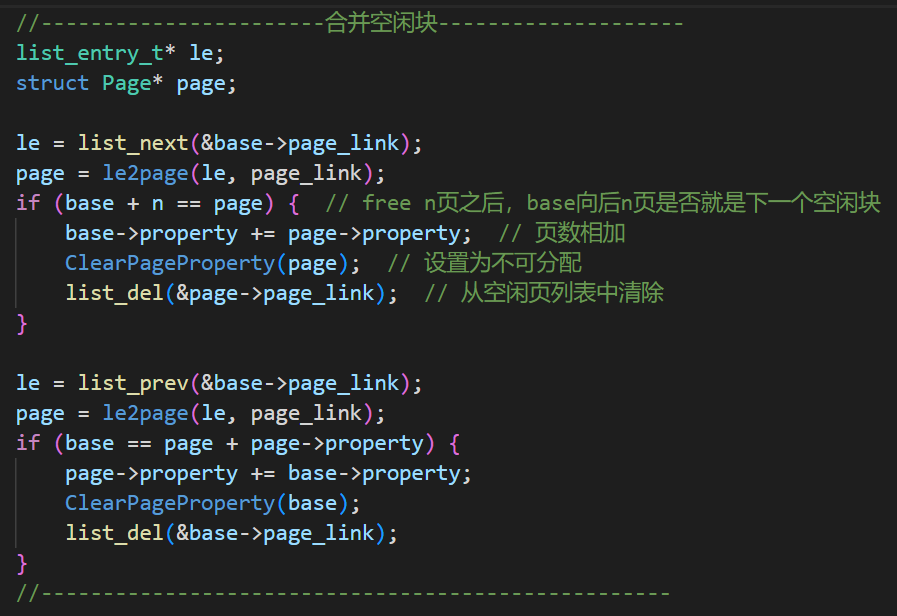 //-----------------------合并空闲块--------------------
list_entry_t* le;
struct Page* page;
le = list_next(&base->page_link);
page = le2page(le, page_link);
if (base + n == page) {  // free n页之后，base向后n页是否就是下一个空闲块
    base->property += page->property;  // 页数相加
    ClearPageProperty(page);  // 设置为不可分配
    list_del(&page->page_link);  // 从空闲页列表中清除
}
le = list_prev(&base->page_link);
page = le2page(le, page_link);
if (base == page + page->property) {
    page->property += base->property;
    ClearPageProperty(base);
    list_del(&base->page_link);
}
//---------------------------------------------------